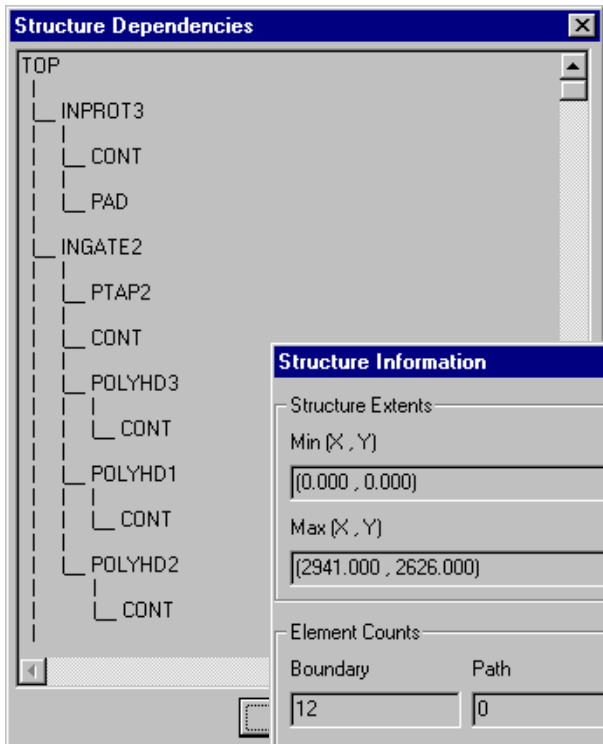 Structure Dependencies
TOP
INPROT3
CONT
PAD
INGATE2
PTAP2
CONT
POLYHD3
CONT
POLYHD1
CONT
POLYHD2
CONT
Structure Information
Structure Extents
Min (X , Y)
(0.000 , 0.000)
Max (X , Y)
(2941.000 , 2626.000)
Element Counts
Boundary Path
12 0